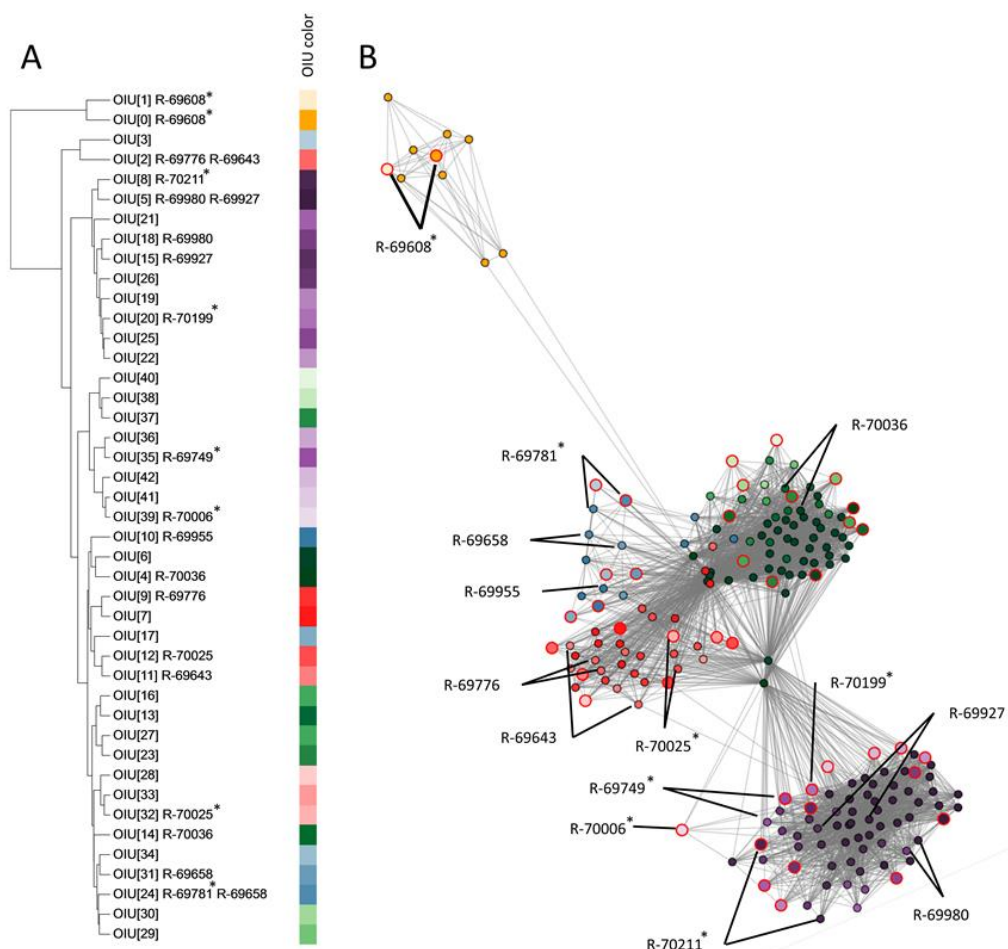 A
OIU color
B
OIU[1] R-69608*
OIU[0] R-69608*
OIU[3]
OIU[2] R-69776 R-69643
OIU[8] R-70211*
OIU[5] R-69980 R-69927
OIU[21]
OIU[18] R-69980
OIU[15] R-69927
OIU[26]
OIU[19]
OIU[20] R-70199*
OIU[25]
OIU[22]
OIU[40]
OIU[38]
OIU[37]
OIU[36]
OIU[35] R-69749*
OIU[42]
OIU[41]
OIU[39] R-70006*
OIU[10] R-69955
OIU[6]
OIU[4] R-70036
OIU[9] R-69776
OIU[7]
OIU[17]
OIU[12] R-70025
OIU[11] R-69643
OIU[16]
OIU[13]
OIU[27]
OIU[23]
OIU[28]
OIU[33]
OIU[32] R-70025*
OIU[14] R-70036
OIU[34]
OIU[31] R-69658
OIU[24] R-69781* R-69658
OIU[30]
OIU[29]
R-69608*
R-70036
R-69781*
R-69658
R-69955
R-69776
R-69643
R-70025*
R-70199*
R-69927
R-69749*
R-70006*
R-69980
R-70211*